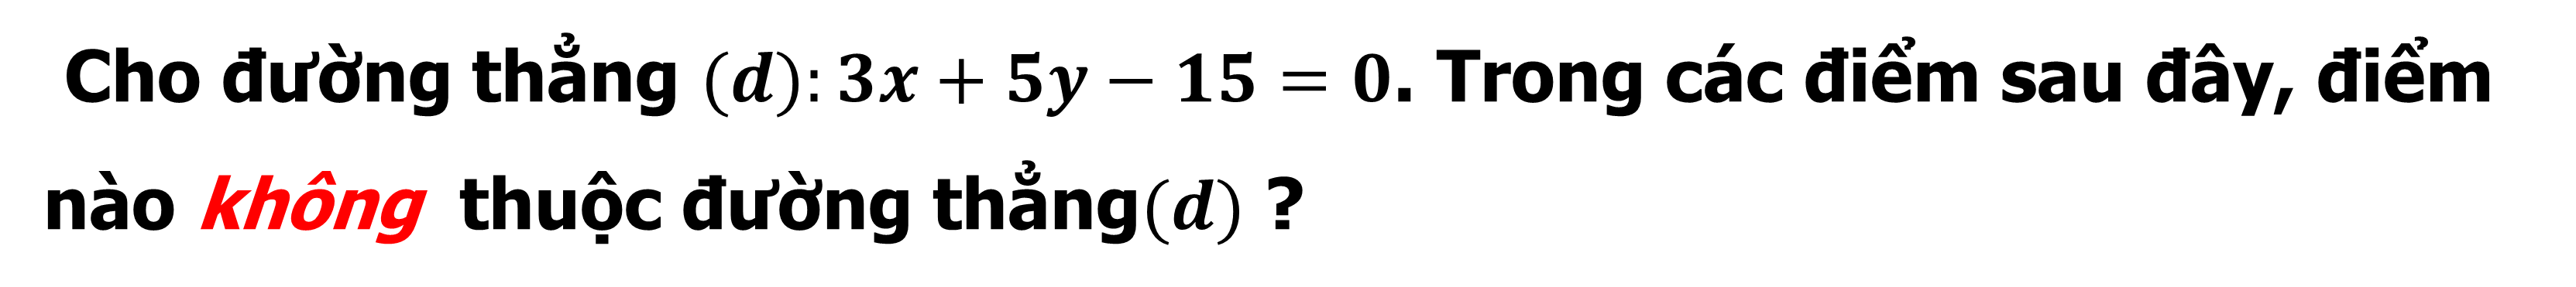 Cho đường thẳng (d): 3x + 5y − 15 = 0. Trong các điểm sau đây, điểm
nào không thuộc đường thẳng(d) ?